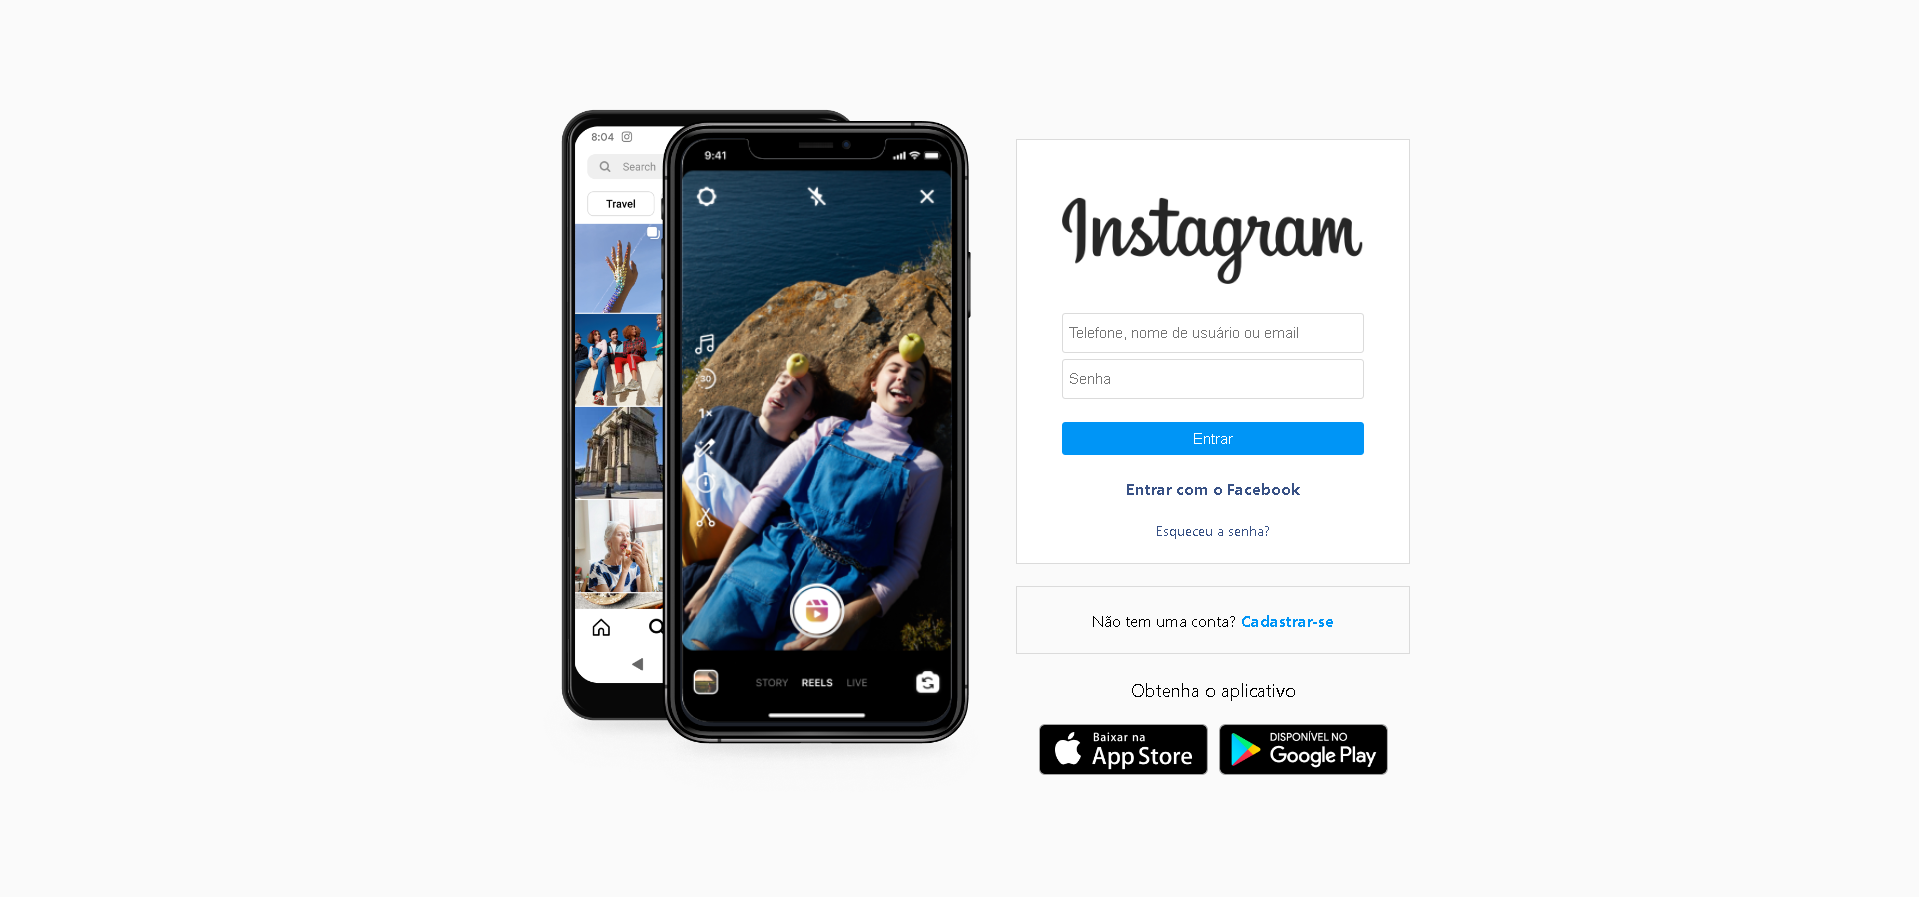 8:04
Search
Travel
9:41
30
1×
STORY REELS LIVE
Instagram
Telefone, nome de usuário ou email
Senha
Entrar
Entrar com o Facebook
Esqueceu a senha?
Não tem uma conta? Cadastrar-se
Obtenha o aplicativo
Baixar na
App Store
DISPONÍVEL NO
Google Play